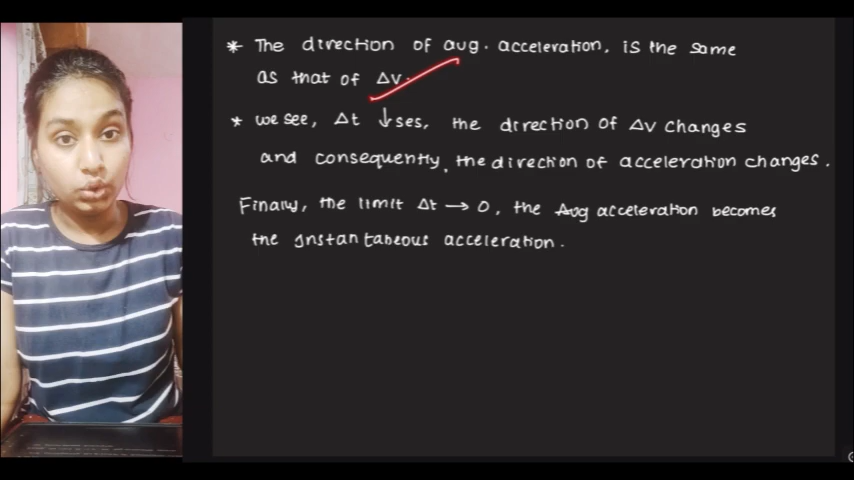 * The direction of avg. acceleration, is the same
as that of Δv.
* we see, Δt ↓ses, the direction of Δv changes
and consequently, the direction of acceleration changes.
Finally, the limit Δt → 0, the Avg acceleration becomes
the instantaneous acceleration.